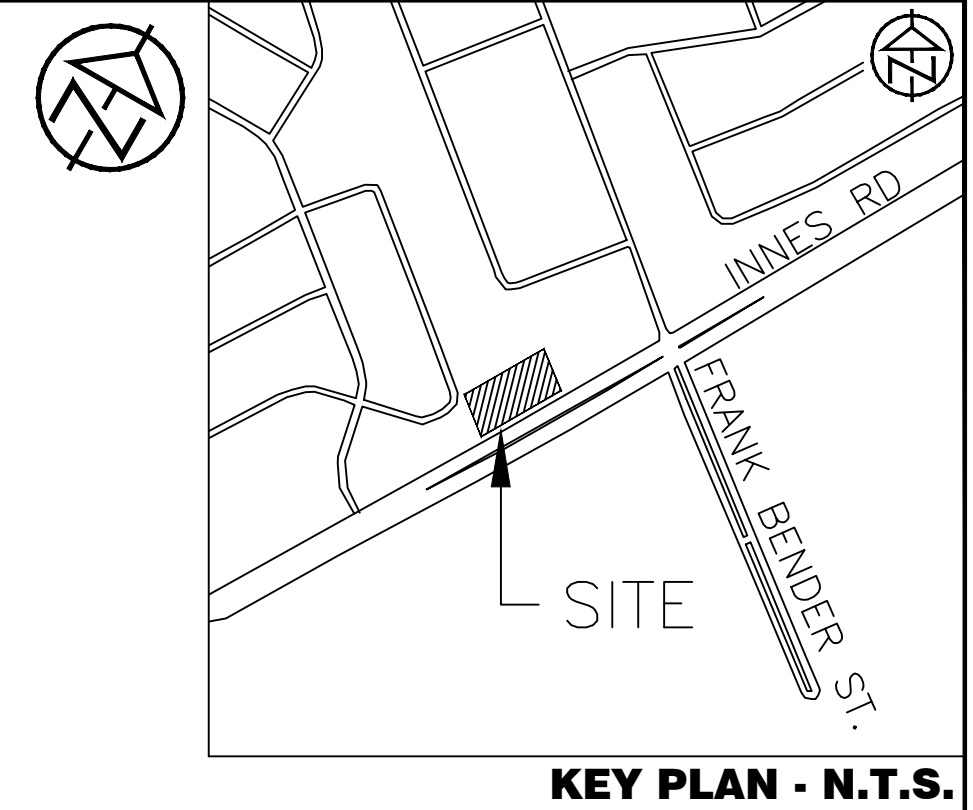 N
N
INNES RD
FRANK BENDER ST.
SITE
KEY PLAN - N.T.S.